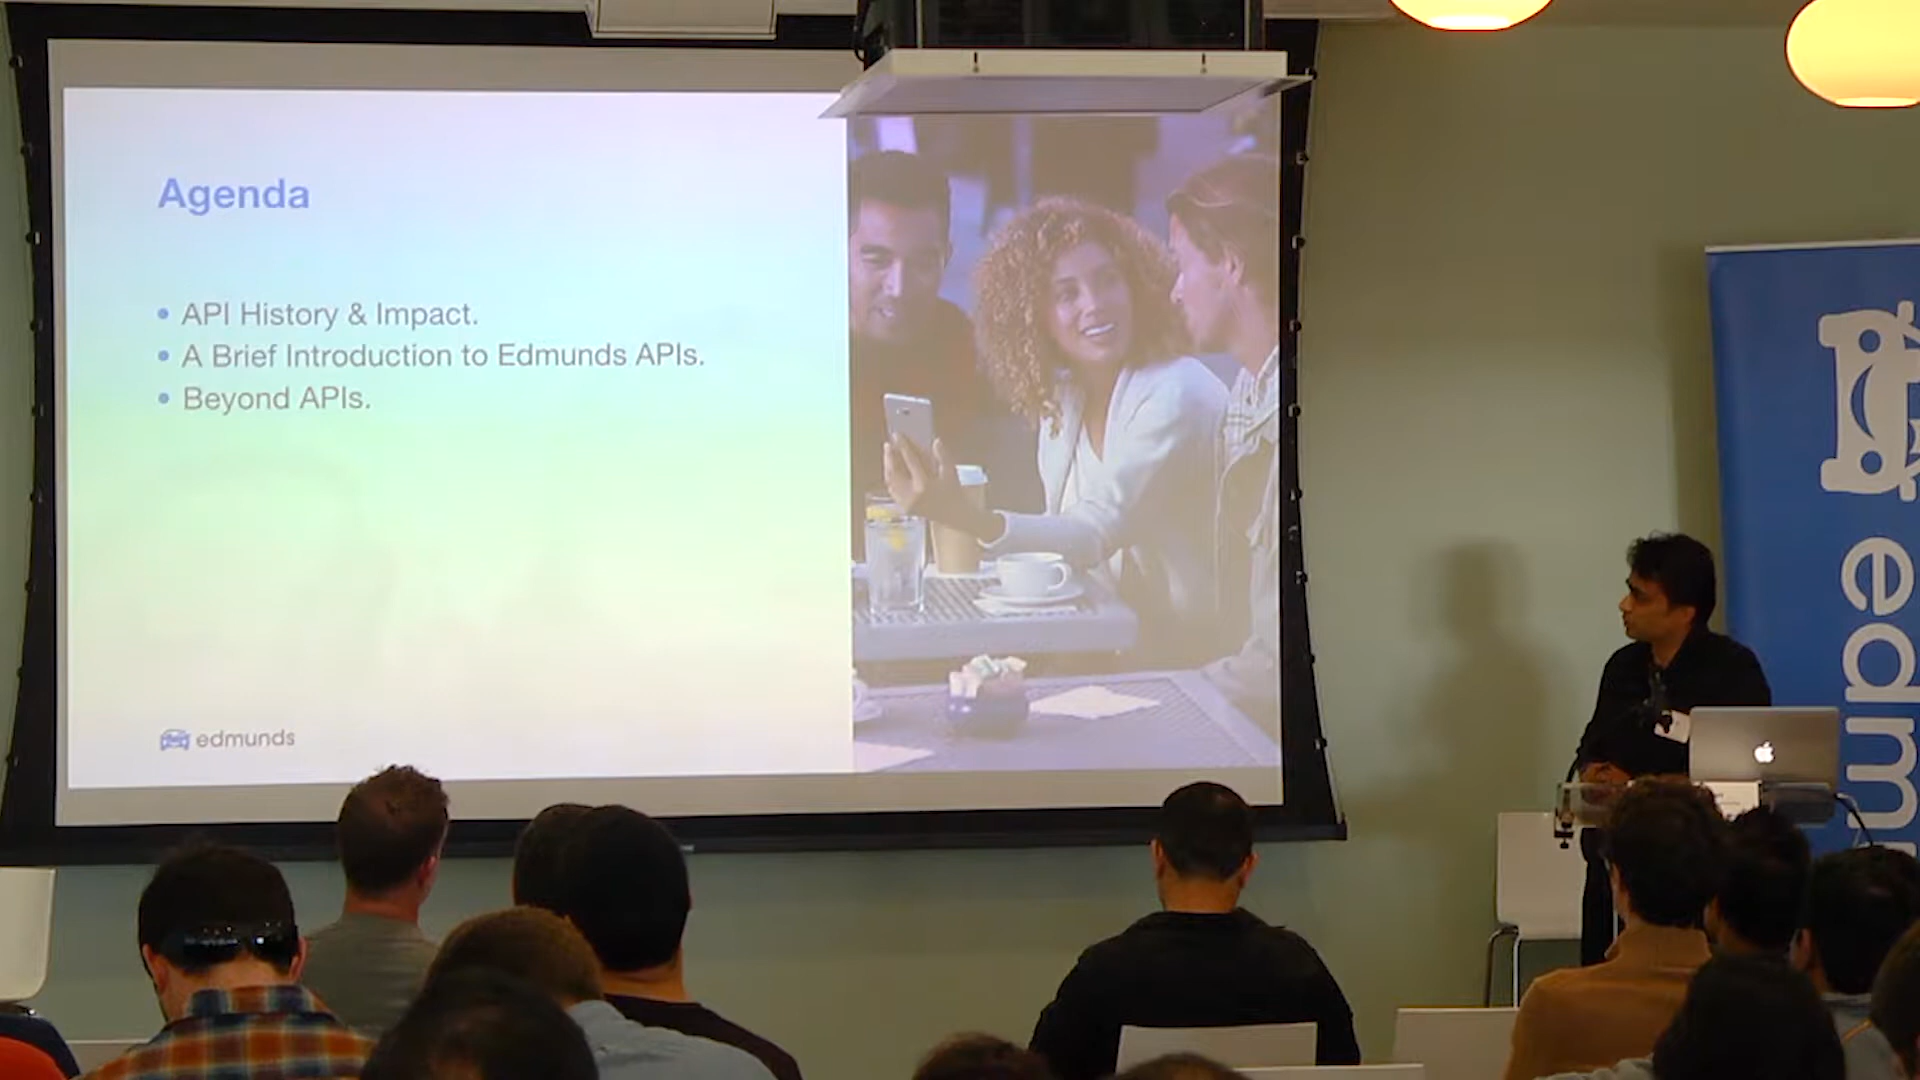 Agenda
• API History & Impact.
• A Brief Introduction to Edmunds APIs.
• Beyond APIs.
edmunds
edm